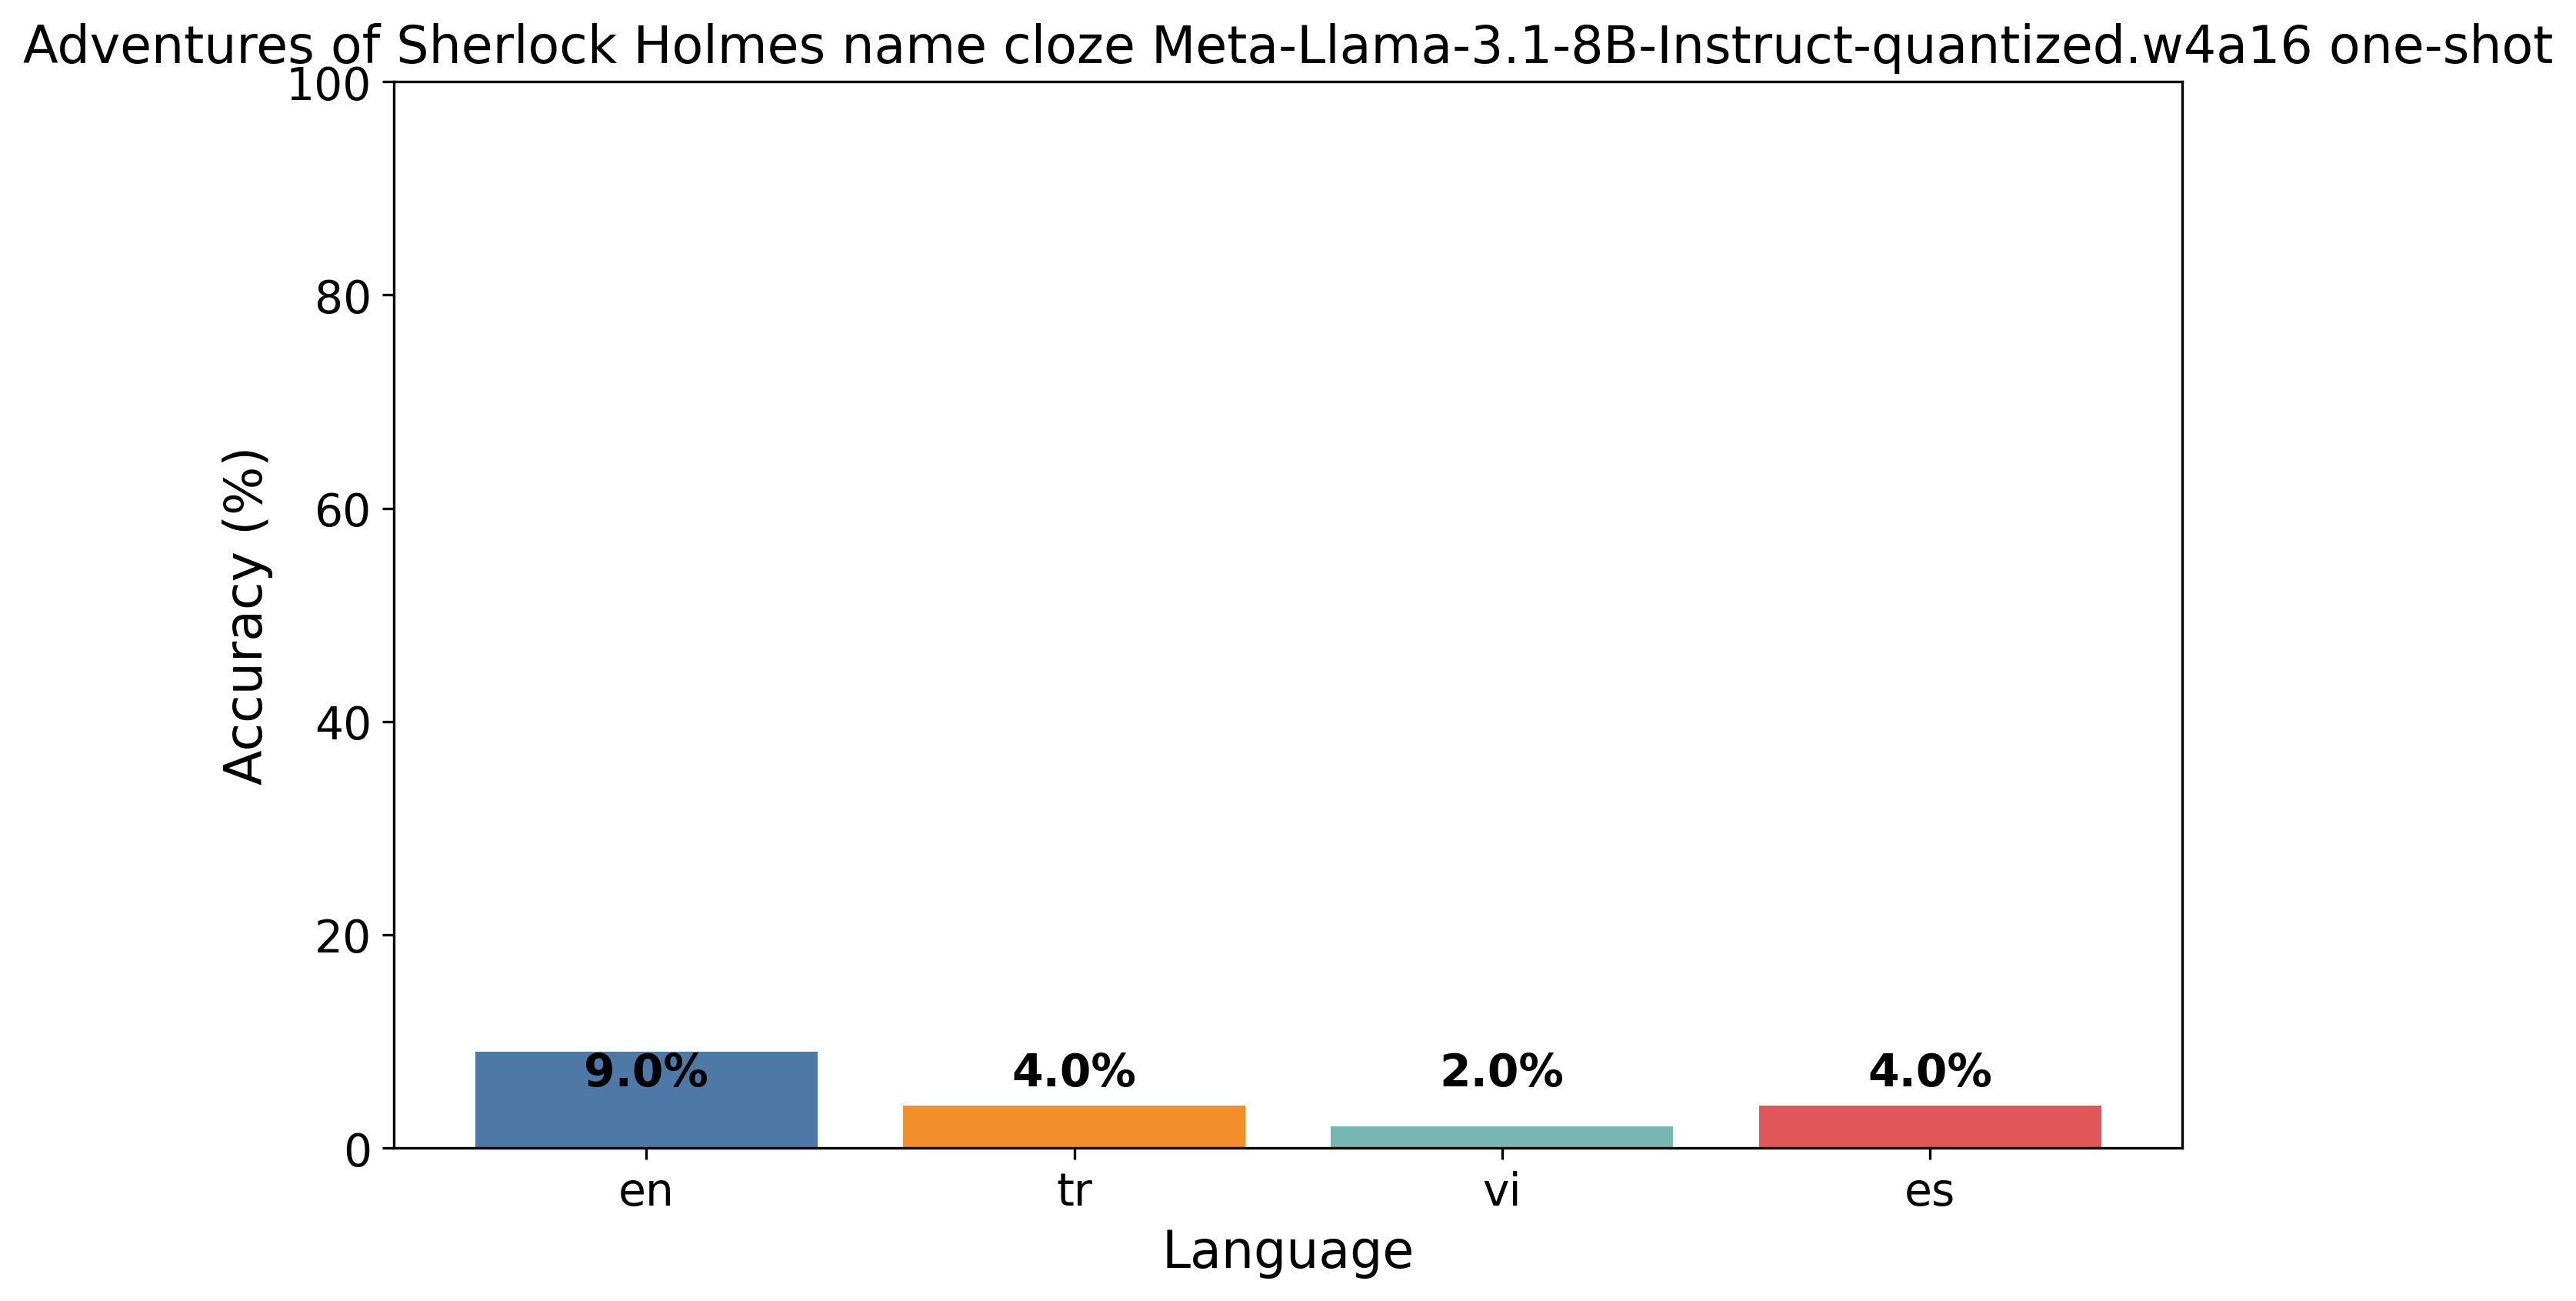 Adventures of Sherlock Holmes name cloze Meta-Llama-3.1-8B-Instruct-quantized.w4a16 one-shot
100
80
60
40
20
0
Accuracy (%)
9.0%
4.0%
2.0%
4.0%
en
tr
vi
es
Language